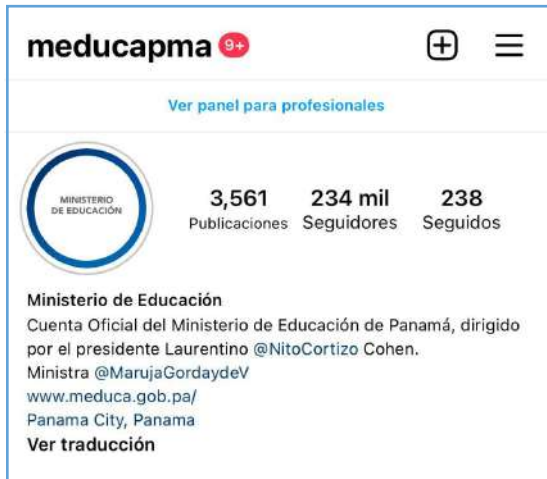 meducapma 9+
Ver panel para profesionales
MINISTERIO
DE EDUCACIÓN
3,561 234 mil 238
Publicaciones Seguidores Seguidos
Ministerio de Educación
Cuenta Oficial del Ministerio de Educación de Panamá, dirigido
por el presidente Laurentino @NitoCortizo Cohen.
Ministra @MarujaGordaydeV
www.meduca.gob.pa/
Panama City, Panama
Ver traducción